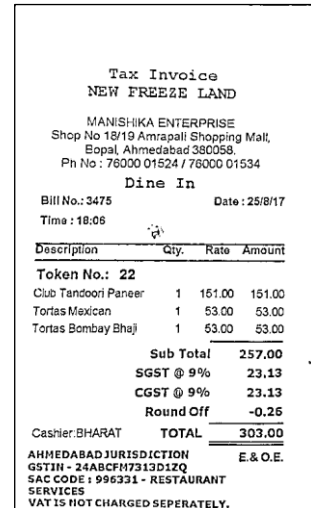 Tax Invoice
NEW FREEZE LAND
MANISHIKA ENTERPRISE
Shop No 18/19 Amrapali Shopping Mall,
Bopal, Ahmedabad 380058.
Ph No : 76000 01524 / 76000 01534
Dine In
Bill No.: 3475 Date : 25/8/17
Time : 18:06
Description Qty. Rate Amount
Token No.: 22
Club Tandoori Paneer 1 151.00 151.00
Tortas Mexican 1 53.00 53.00
Tortas Bombay Bhaji 1 53.00 53.00
Sub Total 257.00
SGST @ 9% 23.13
CGST @ 9% 23.13
Round Off -0.26
Cashier:BHARAT TOTAL 303.00
AHMEDABAD JURISDICTION E.& O.E.
GSTIN - 24ABCFM7313D1ZQ
SAC CODE : 996331 - RESTAURANT
SERVICES
VAT IS NOT CHARGED SEPERATELY.